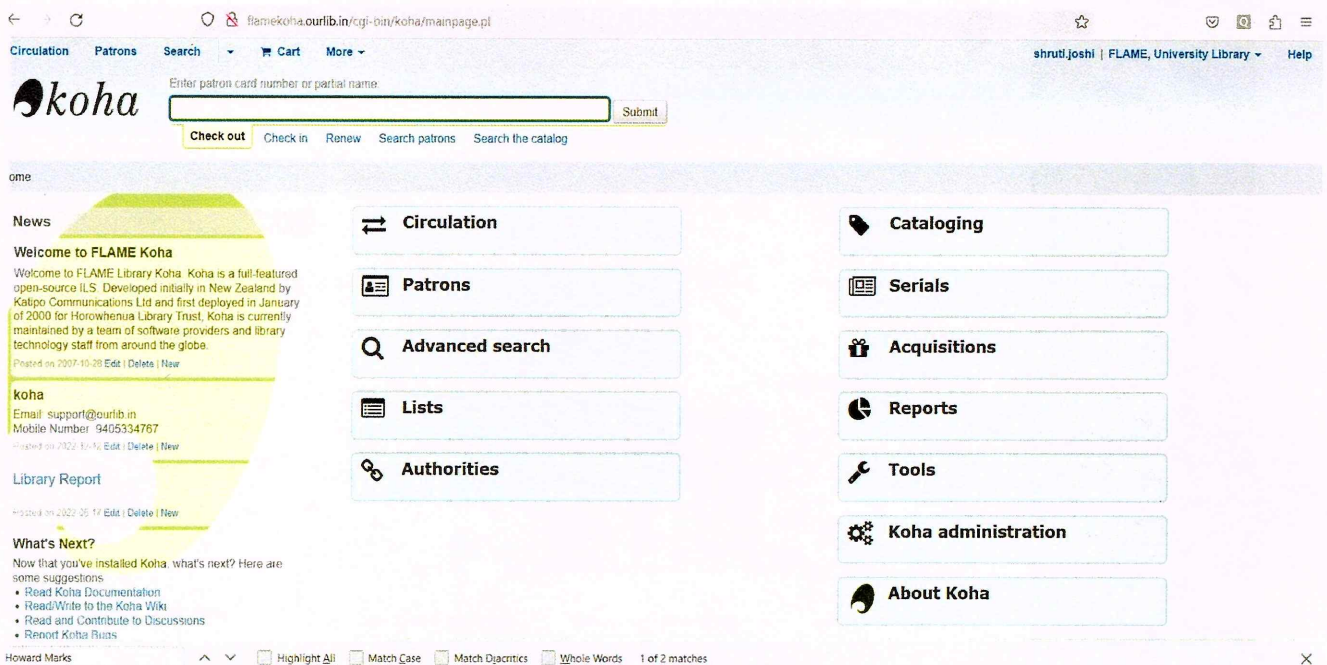 flamekoha.ourlib.in/cgi-bin/koha/mainpage.pl
Circulation Patrons Search Cart More shruti.joshi | FLAME, University Library Help
koha
Enter patron card number or partial name:
Submit
Check out Check in Renew Search patrons Search the catalog
ome
News
Welcome to FLAME Koha
Welcome to FLAME Library Koha. Koha is a full-featured
open-source ILS. Developed initially in New Zealand by
Katipo Communications Ltd and first deployed in January
of 2000 for Horowhenua Library Trust, Koha is currently
maintained by a team of software providers and library
technology staff from around the globe.
Posted on 2007-10-28 Edit | Delete | New
koha
Email: support@ourlib.in
Mobile Number 9405334767
Posted on Edit | Delete | New
Library Report
Posted on Edit | Delete | New
What's Next?
Now that you've installed Koha, what's next? Here are
some suggestions
• Read Koha Documentation
• Read/Write to the Koha Wiki
• Read and Contribute to Discussions
• Report Koha Bugs
Circulation
Patrons
Advanced search
Lists
Authorities
Cataloging
Serials
Acquisitions
Reports
Tools
Koha administration
About Koha
Howard Marks Highlight All Match Case Match Diacritics Whole Words 1 of 2 matches